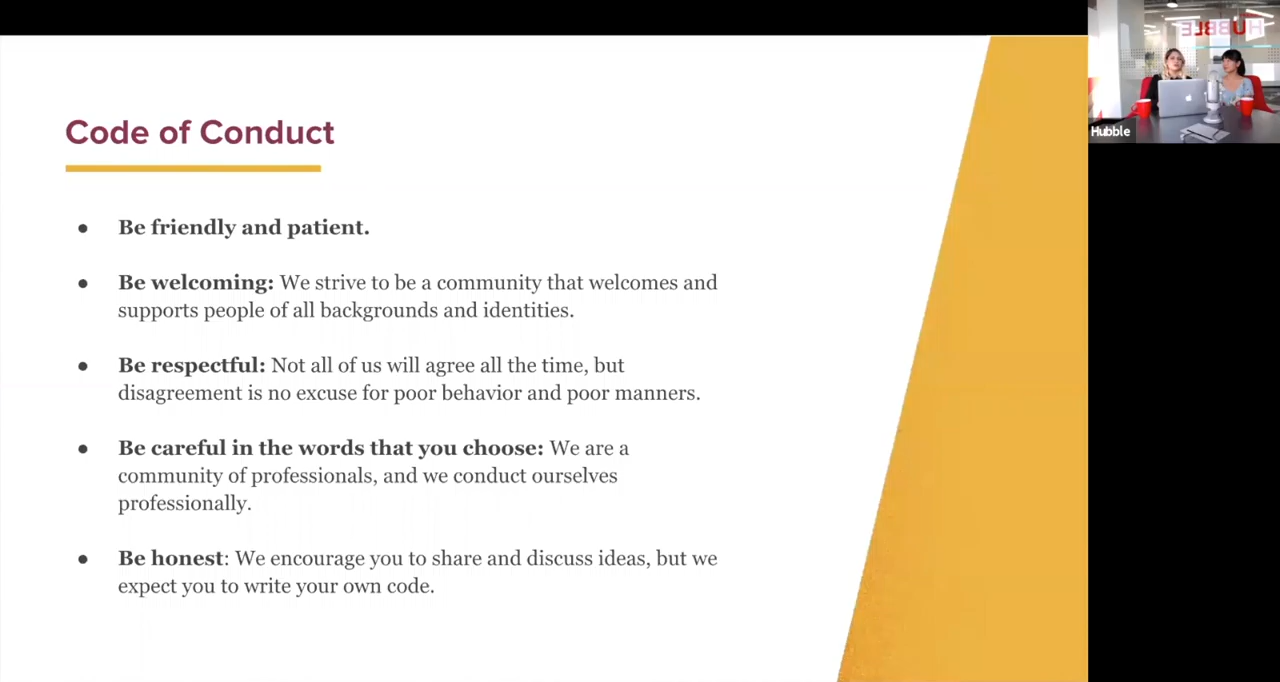 Code of Conduct
● Be friendly and patient.
● Be welcoming: We strive to be a community that welcomes and
supports people of all backgrounds and identities.
● Be respectful: Not all of us will agree all the time, but
disagreement is no excuse for poor behavior and poor manners.
● Be careful in the words that you choose: We are a
community of professionals, and we conduct ourselves
professionally.
● Be honest: We encourage you to share and discuss ideas, but we
expect you to write your own code.
HUBBLE
Hubble